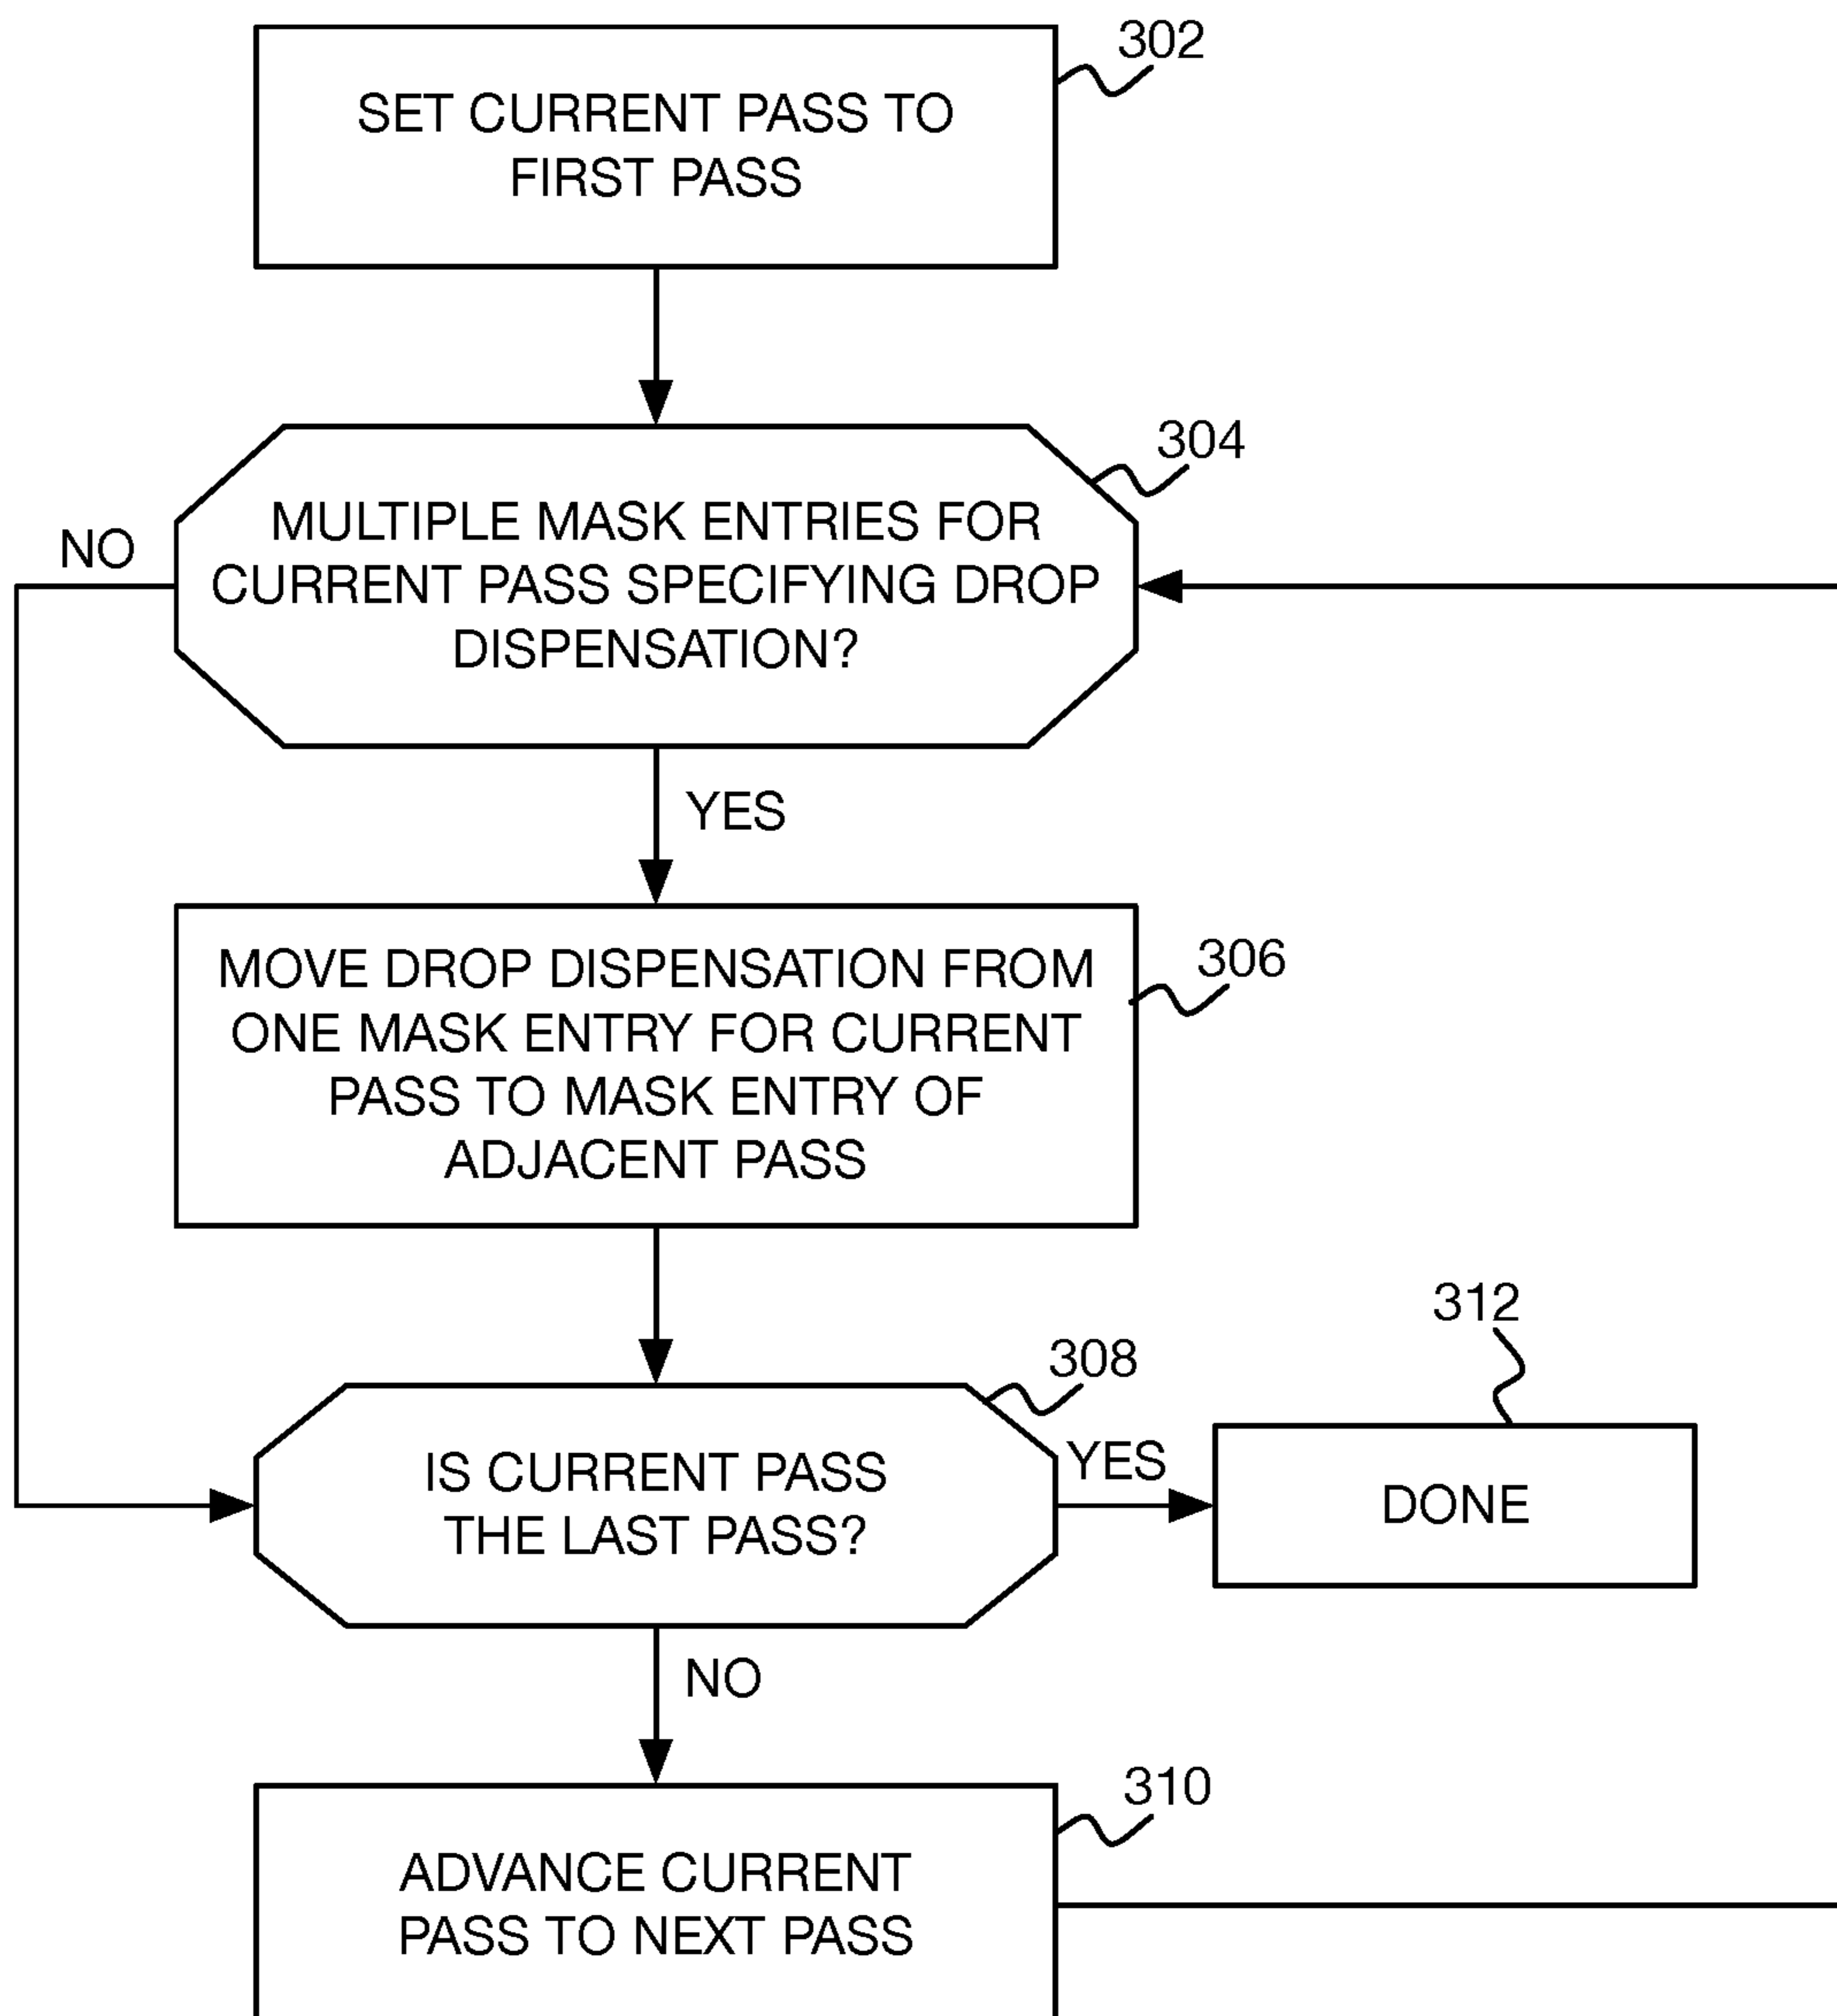 302
SET CURRENT PASS TO
FIRST PASS
304
MULTIPLE MASK ENTRIES FOR
CURRENT PASS SPECIFYING DROP
DISPENSATION?
NO
YES
306
MOVE DROP DISPENSATION FROM
ONE MASK ENTRY FOR CURRENT
PASS TO MASK ENTRY OF
ADJACENT PASS
308
IS CURRENT PASS
THE LAST PASS?
YES
312
DONE
NO
310
ADVANCE CURRENT
PASS TO NEXT PASS